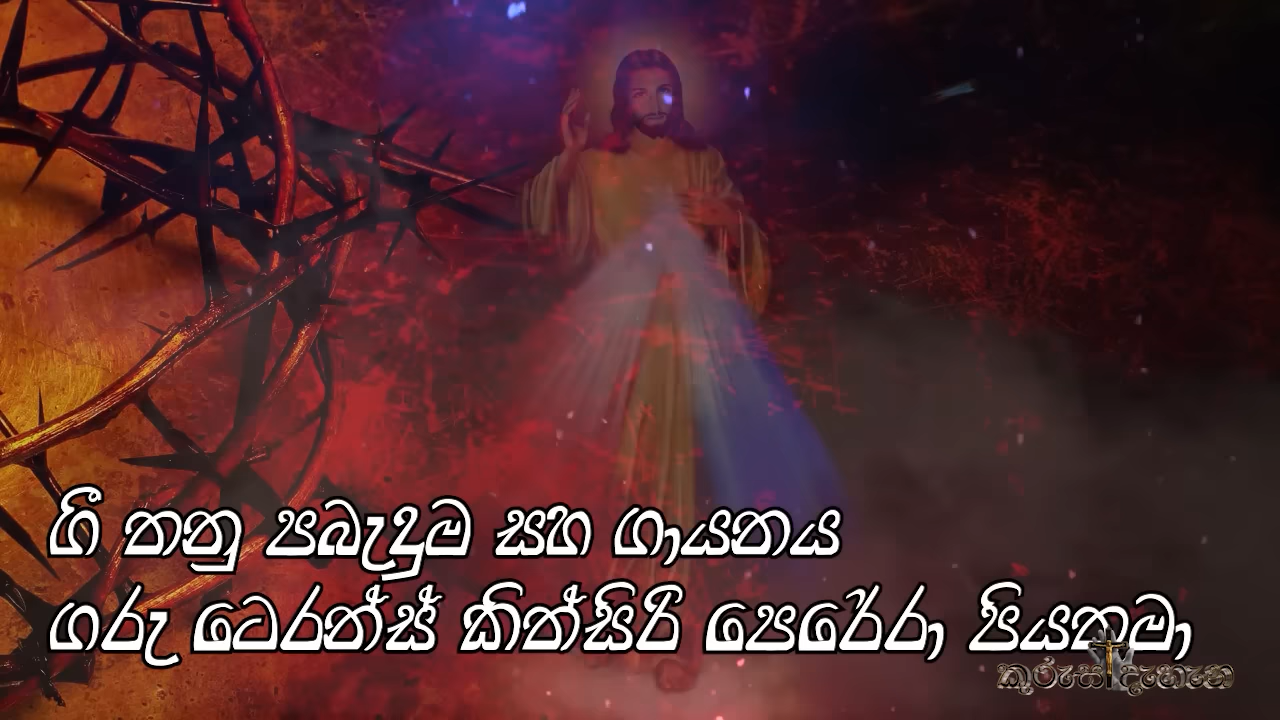 ගී තනු පබැඳුම සහ ගායනය
ගරු ටෙරන්ස් කිත්සිරි පෙරේරා පියතුමා
කුරුස දැහැන